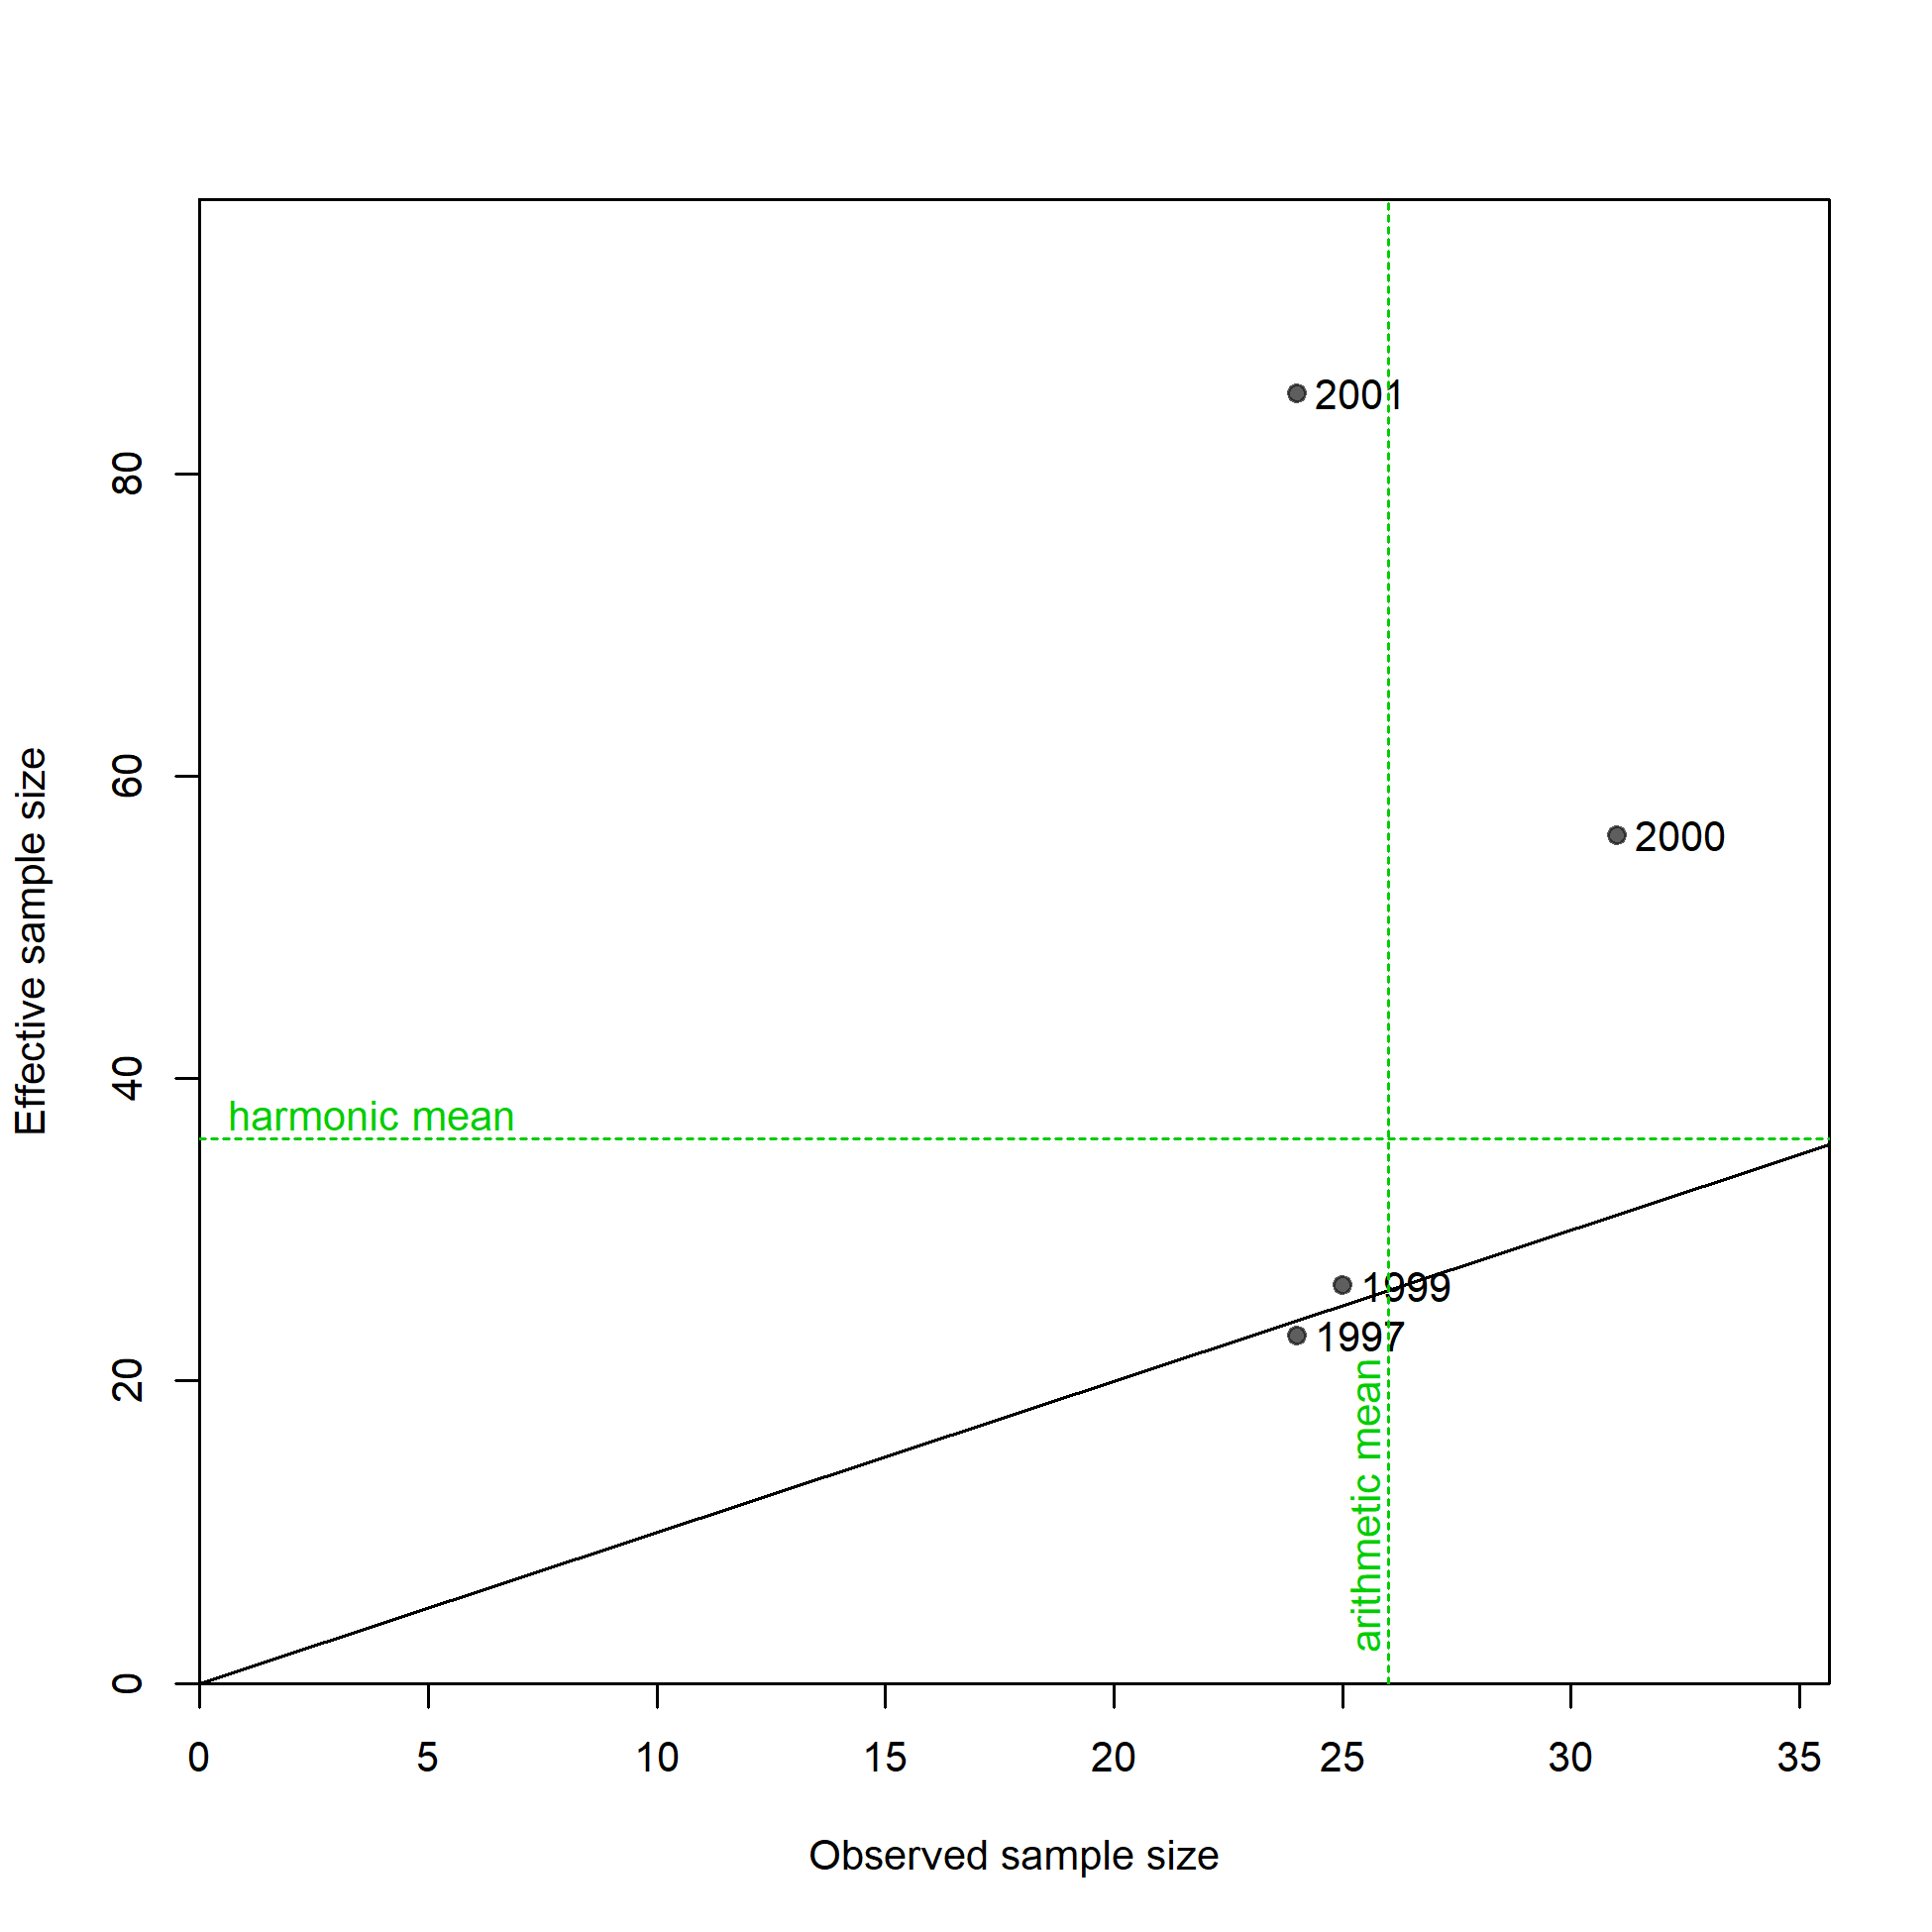 2001
80
60
2000
Effective sample size
40
harmonic mean
1999
1997
20
arithmetic mean
0
0 5 10 15 20 25 30 35
Observed sample size